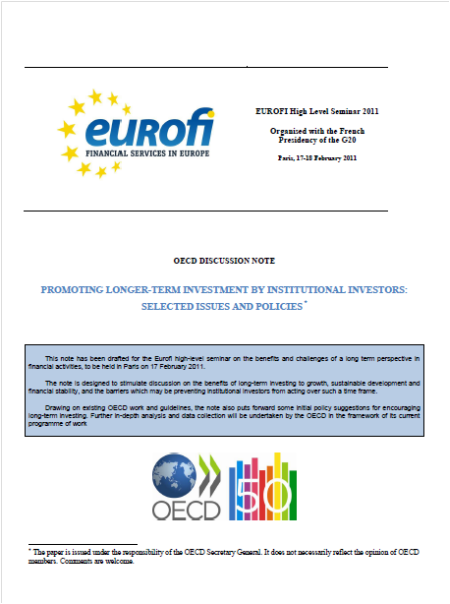 eurofi
FINANCIAL SERVICES IN EUROPE
EUROFI High Level Seminar 2011
Organised with the French
Presidency of the G20
Paris, 17-18 February 2011
OECD DISCUSSION NOTE
PROMOTING LONGER-TERM INVESTMENT BY INSTITUTIONAL INVESTORS:
SELECTED ISSUES AND POLICIES *
This note has been drafted for the Eurofi high-level seminar on the benefits and challenges of a long term perspective in
financial activities, to be held in Paris on 17 February 2011.
The note is designed to stimulate discussion on the benefits of long-term investing to growth, sustainable development and
financial stability, and the barriers which may be preventing institutional investors from acting over such a time frame.
Drawing on existing OECD work and guidelines, the note also puts forward some initial policy suggestions for encouraging
long-term investing. Further in-depth analysis and data collection will be undertaken by the OECD in the framework of its current
programme of work
OECD
50
* The paper is issued under the responsibility of the OECD Secretary General. It does not necessarily reflect the opinion of OECD
members. Comments are welcome.